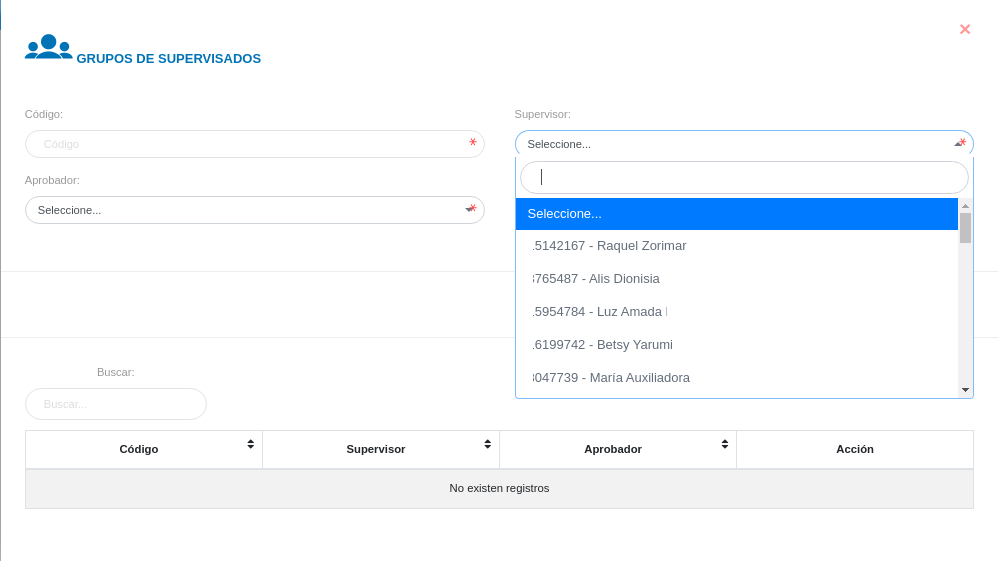 GRUPOS DE SUPERVISADOS
Código:
Código
*
Supervisor:
Seleccione...
*
Aprobador:
Seleccione...
*
Seleccione...
5142167 - Raquel Zorimar
765487 - Alis Dionisia
5954784 - Luz Amada
6199742 - Betsy Yarumi
047739 - María Auxiliadora
Buscar:
Buscar...
Código Supervisor Aprobador Acción
No existen registros